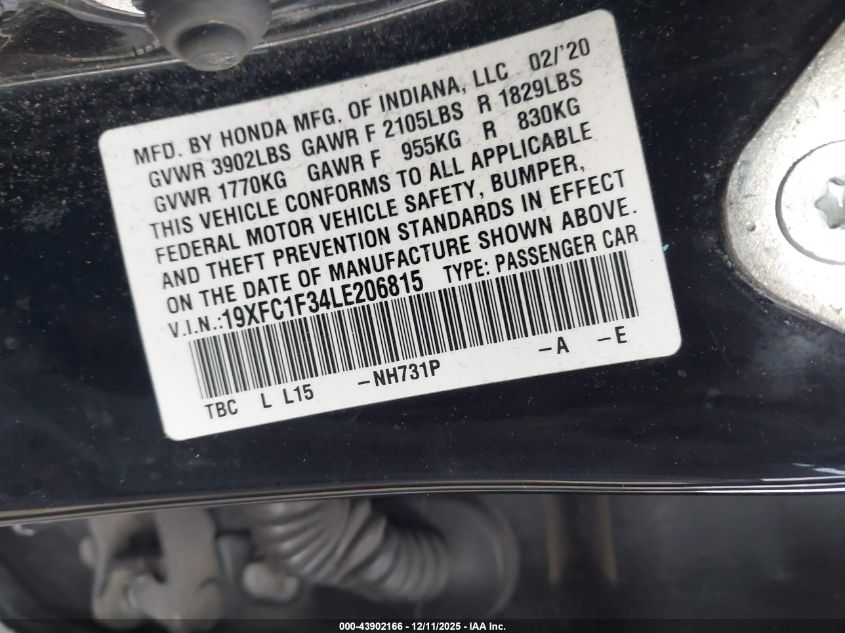 MFD. BY HONDA MFG. OF INDIANA, LLC 02/'20
GVWR 3902LBS GAWR F 2105LBS R 1829LBS
GVWR 1770KG GAWR F 955KG R 830KG
THIS VEHICLE CONFORMS TO ALL APPLICABLE
FEDERAL MOTOR VEHICLE SAFETY, BUMPER,
AND THEFT PREVENTION STANDARDS IN EFFECT
ON THE DATE OF MANUFACTURE SHOWN ABOVE.
V.I.N.:19XFC1F34LE206815 TYPE: PASSENGER CAR
TBC L L15 -NH731P -A -E
000-43902166 - 12/11/2025 - IAA Inc.